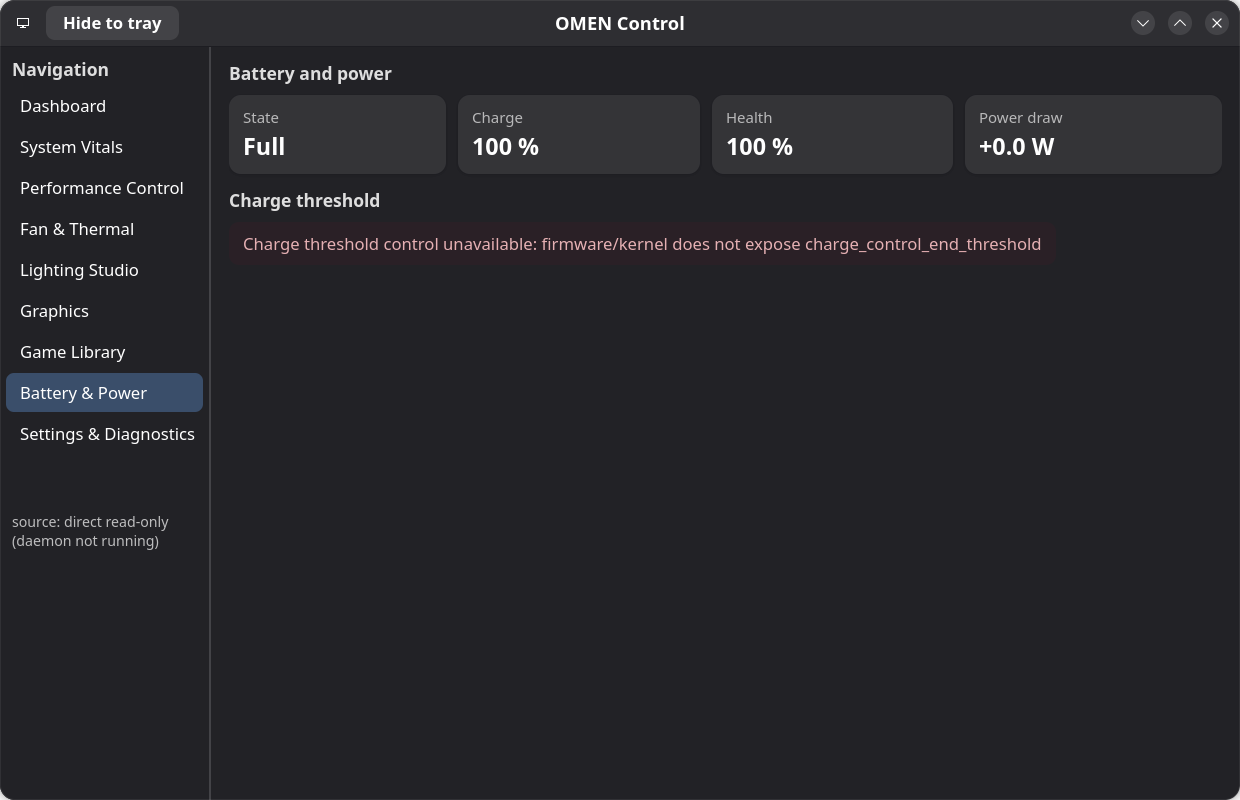 Hide to tray
OMEN Control
Navigation
Dashboard
System Vitals
Performance Control
Fan & Thermal
Lighting Studio
Graphics
Game Library
Battery & Power
Settings & Diagnostics
source: direct read-only
(daemon not running)
Battery and power
State
Full
Charge
100 %
Health
100 %
Power draw
+0.0 W
Charge threshold
Charge threshold control unavailable: firmware/kernel does not expose charge_control_end_threshold